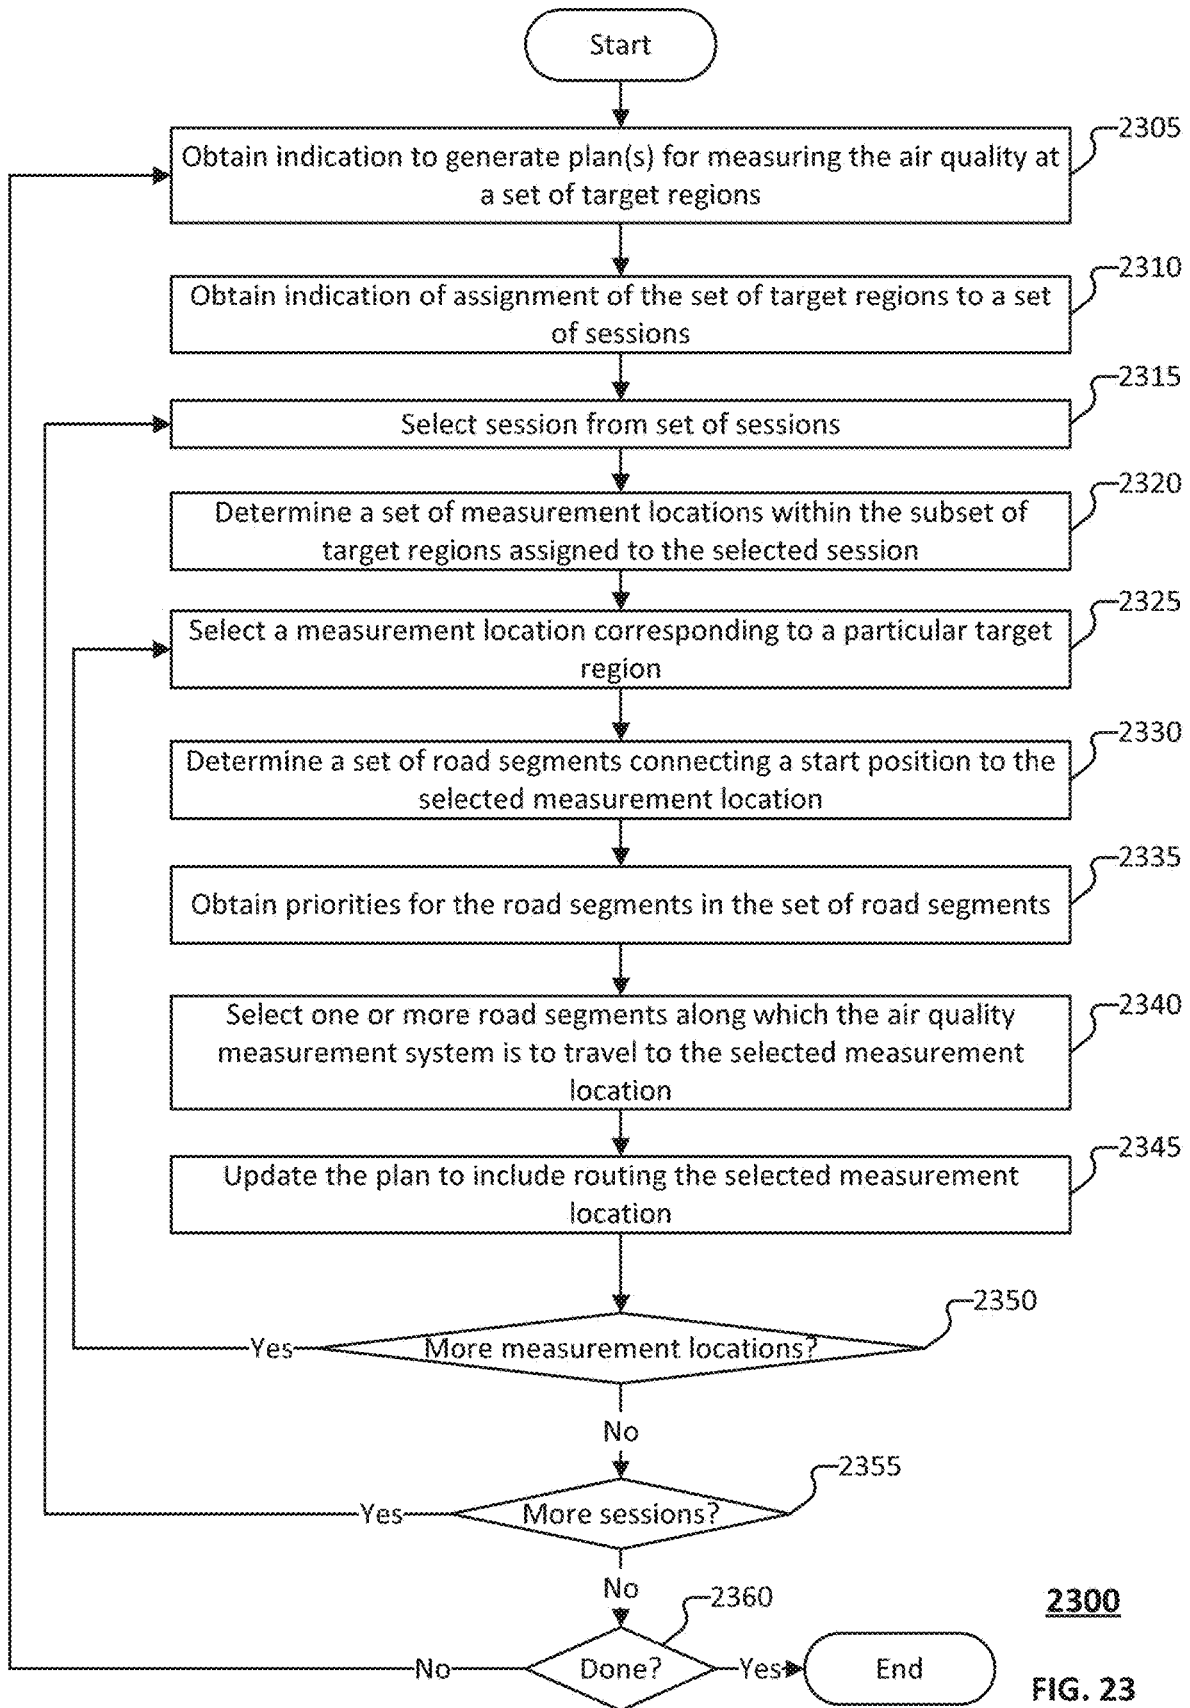 Start
2305
Obtain indication to generate plan(s) for measuring the air quality at
a set of target regions
2310
Obtain indication of assignment of the set of target regions to a set
of sessions
2315
Select session from set of sessions
2320
Determine a set of measurement locations within the subset of
target regions assigned to the selected session
2325
Select a measurement location corresponding to a particular target
region
2330
Determine a set of road segments connecting a start position to the
selected measurement location
2335
Obtain priorities for the road segments in the set of road segments
2340
Select one or more road segments along which the air quality
measurement system is to travel to the selected measurement
location
2345
Update the plan to include routing the selected measurement
location
2350
Yes
More measurement locations?
No
2355
Yes
More sessions?
No
2360
No
Done?
Yes
End
2300
FIG. 23